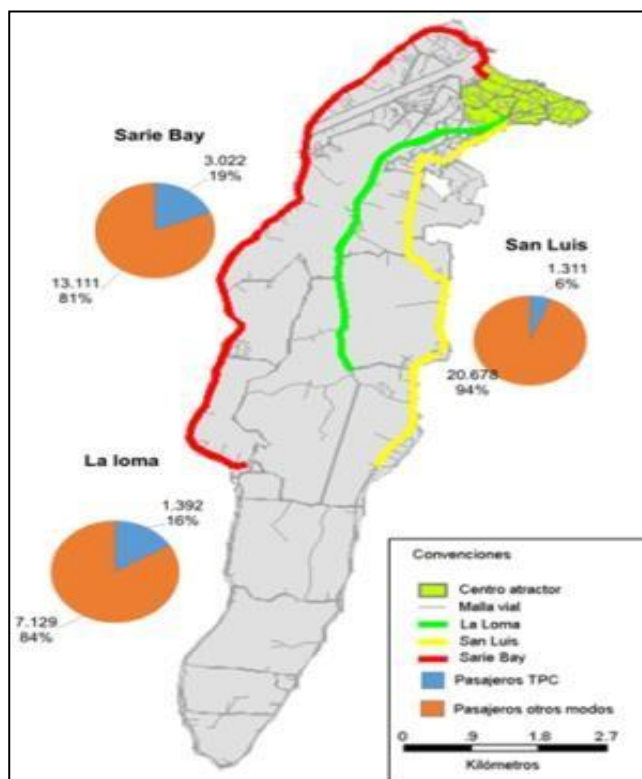 Sarie Bay
3.022
19%
13.111
81%
San Luis
1.311
6%
20.678
94%
La loma
1.392
16%
7.129
84%
Convenciones
Centro atractor
Malla vial
La Loma
San Luis
Sarie Bay
Pasajeros TPC
Pasajeros otros modos
0 .9 1.8 2.7
Kilómetros